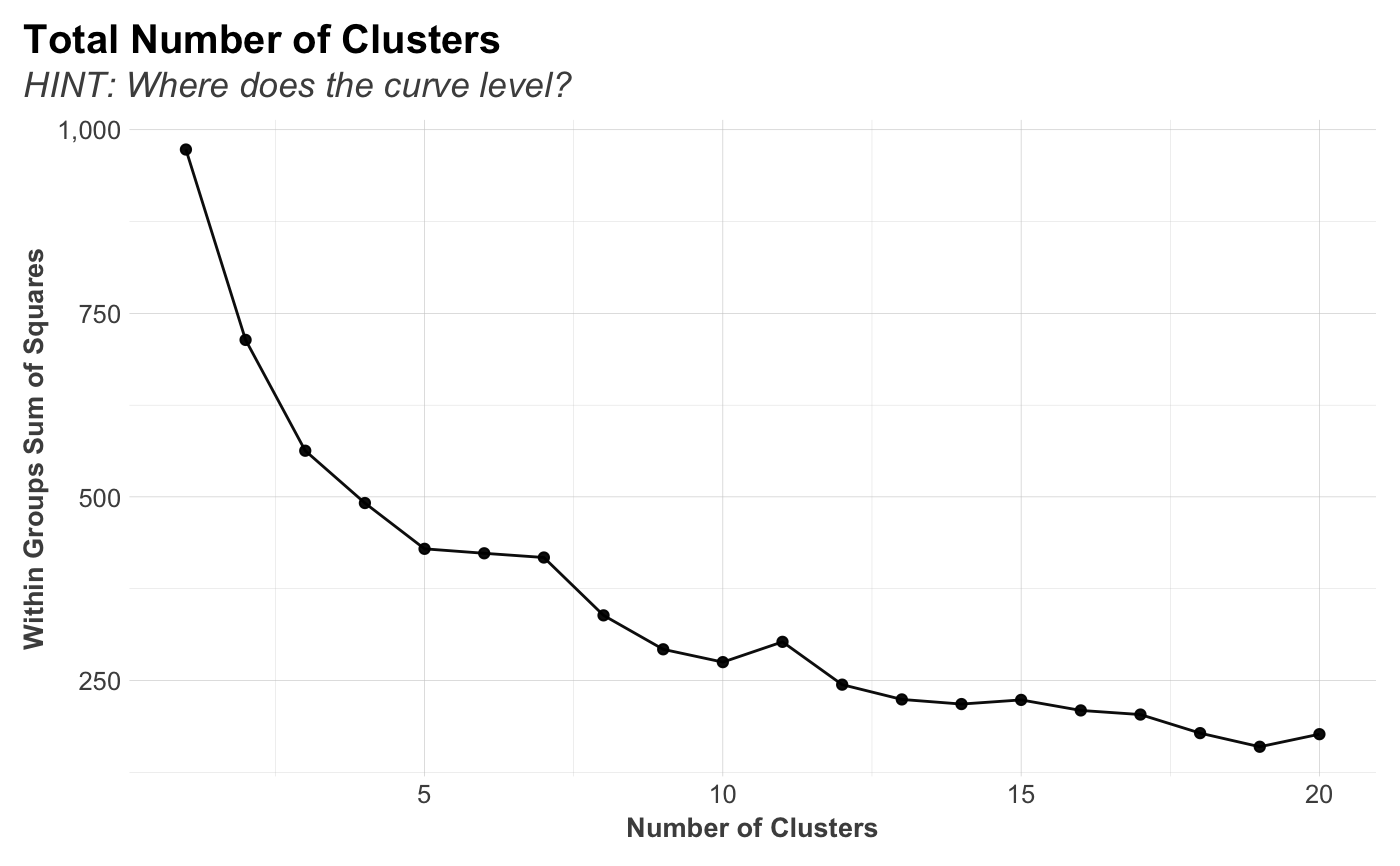 Total Number of Clusters
HINT: Where does the curve level?
1,000
750
500
250
Within Groups Sum of Squares
5
10
15
20
Number of Clusters